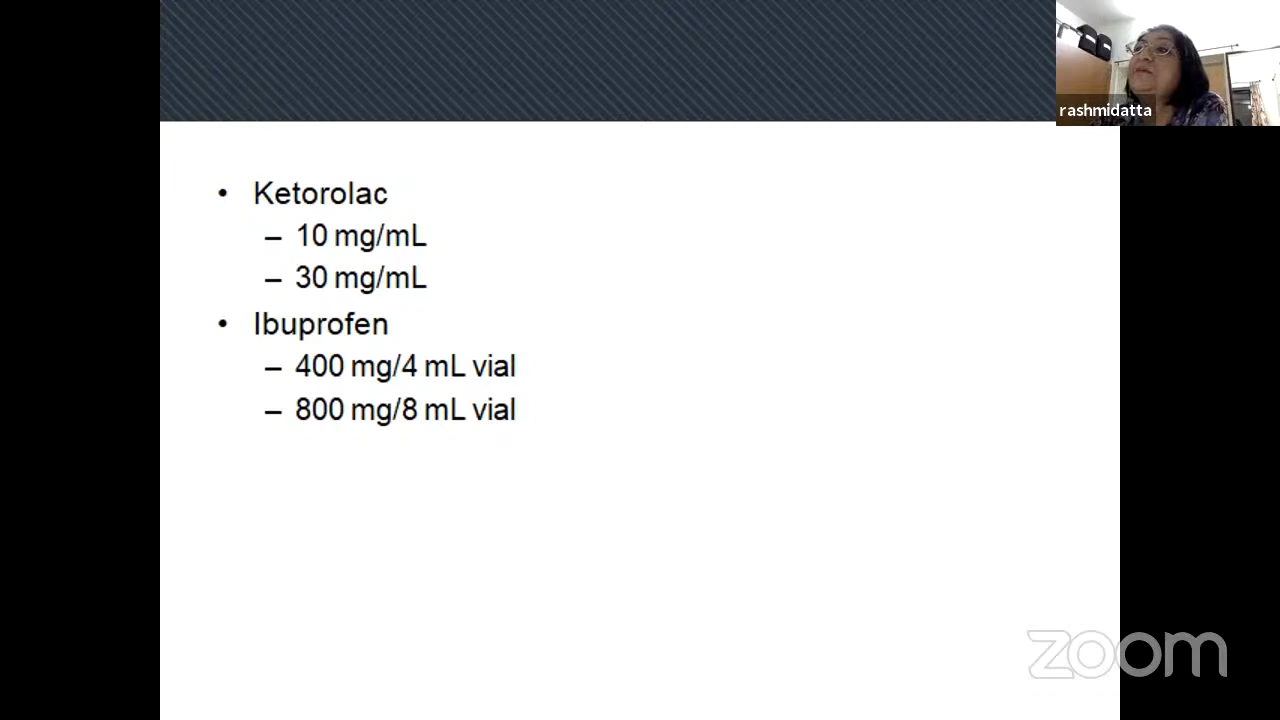 rashmidatta
• Ketorolac
– 10 mg/mL
– 30 mg/mL
• Ibuprofen
– 400 mg/4 mL vial
– 800 mg/8 mL vial
zoom